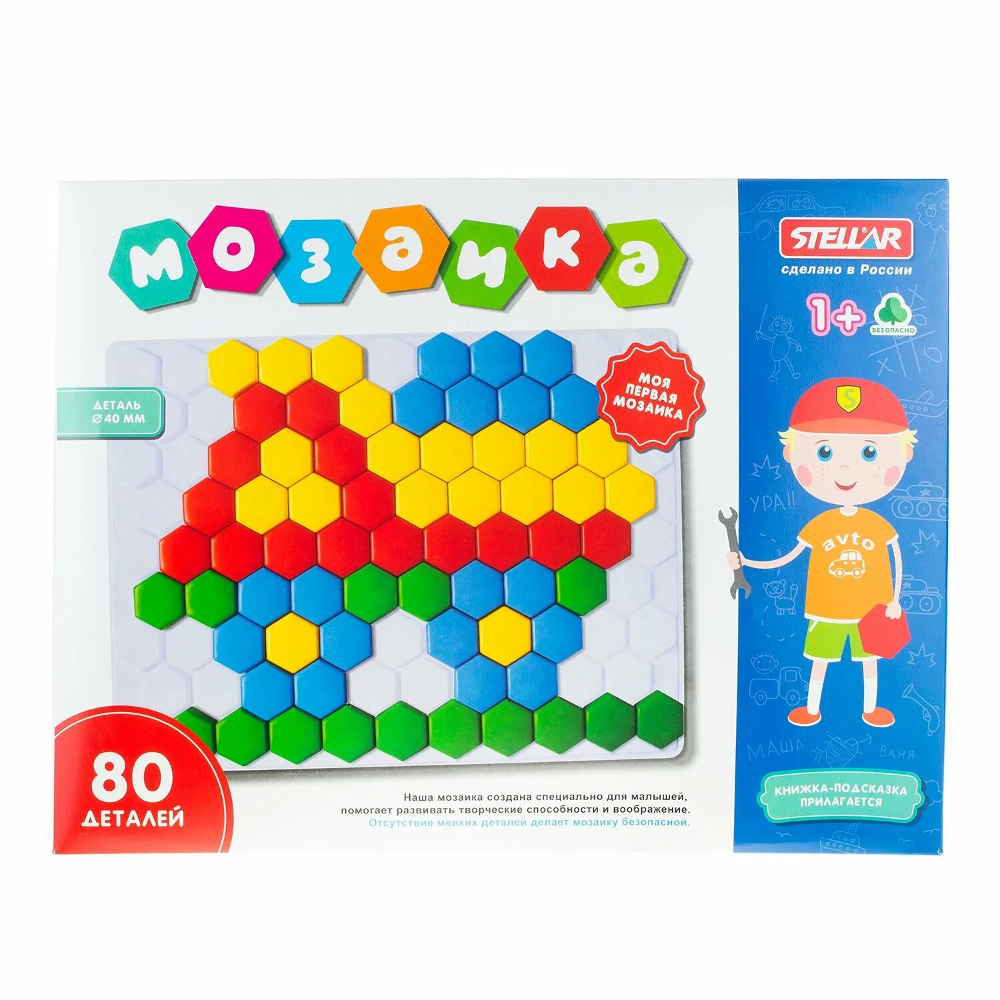 мозаика
STELLAR®
сделано в России
1+
БЕЗОПАСНО
МОЯ
ПЕРВАЯ
МОЗАИКА
ДЕТАЛЬ
⌀ 40 ММ
S
УРА!!
avto
МАША
ВАНЯ
80
ДЕТАЛЕЙ
КНИЖКА-ПОДСКАЗКА
ПРИЛАГАЕТСЯ
Наша мозаика создана специально для малышей,
помогает развивать творческие способности и воображение.
Отсутствие мелких деталей делает мозаику безопасной.